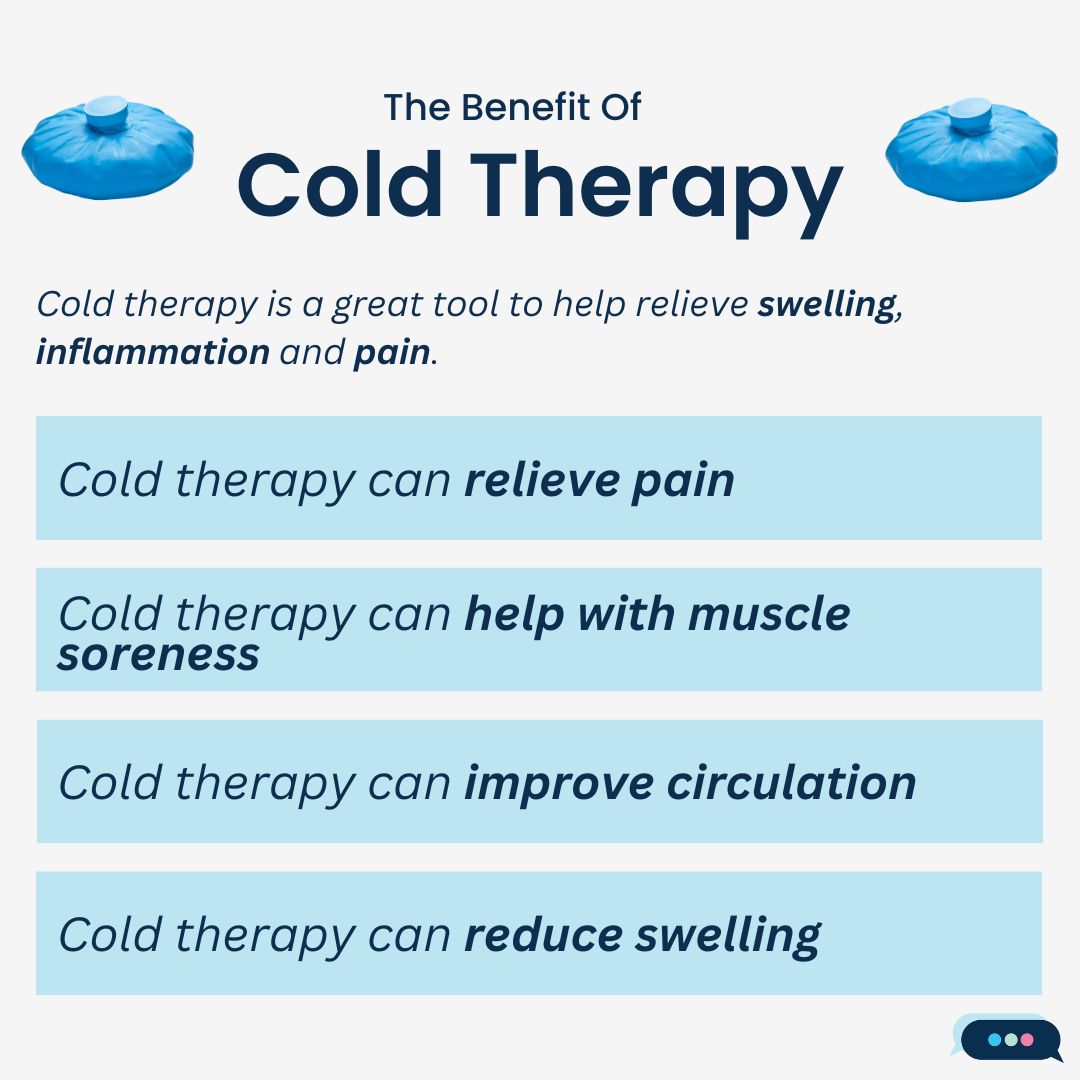 The Benefit Of
Cold Therapy
Cold therapy is a great tool to help relieve swelling,
inflammation and pain.
Cold therapy can relieve pain
Cold therapy can help with muscle
soreness
Cold therapy can improve circulation
Cold therapy can reduce swelling